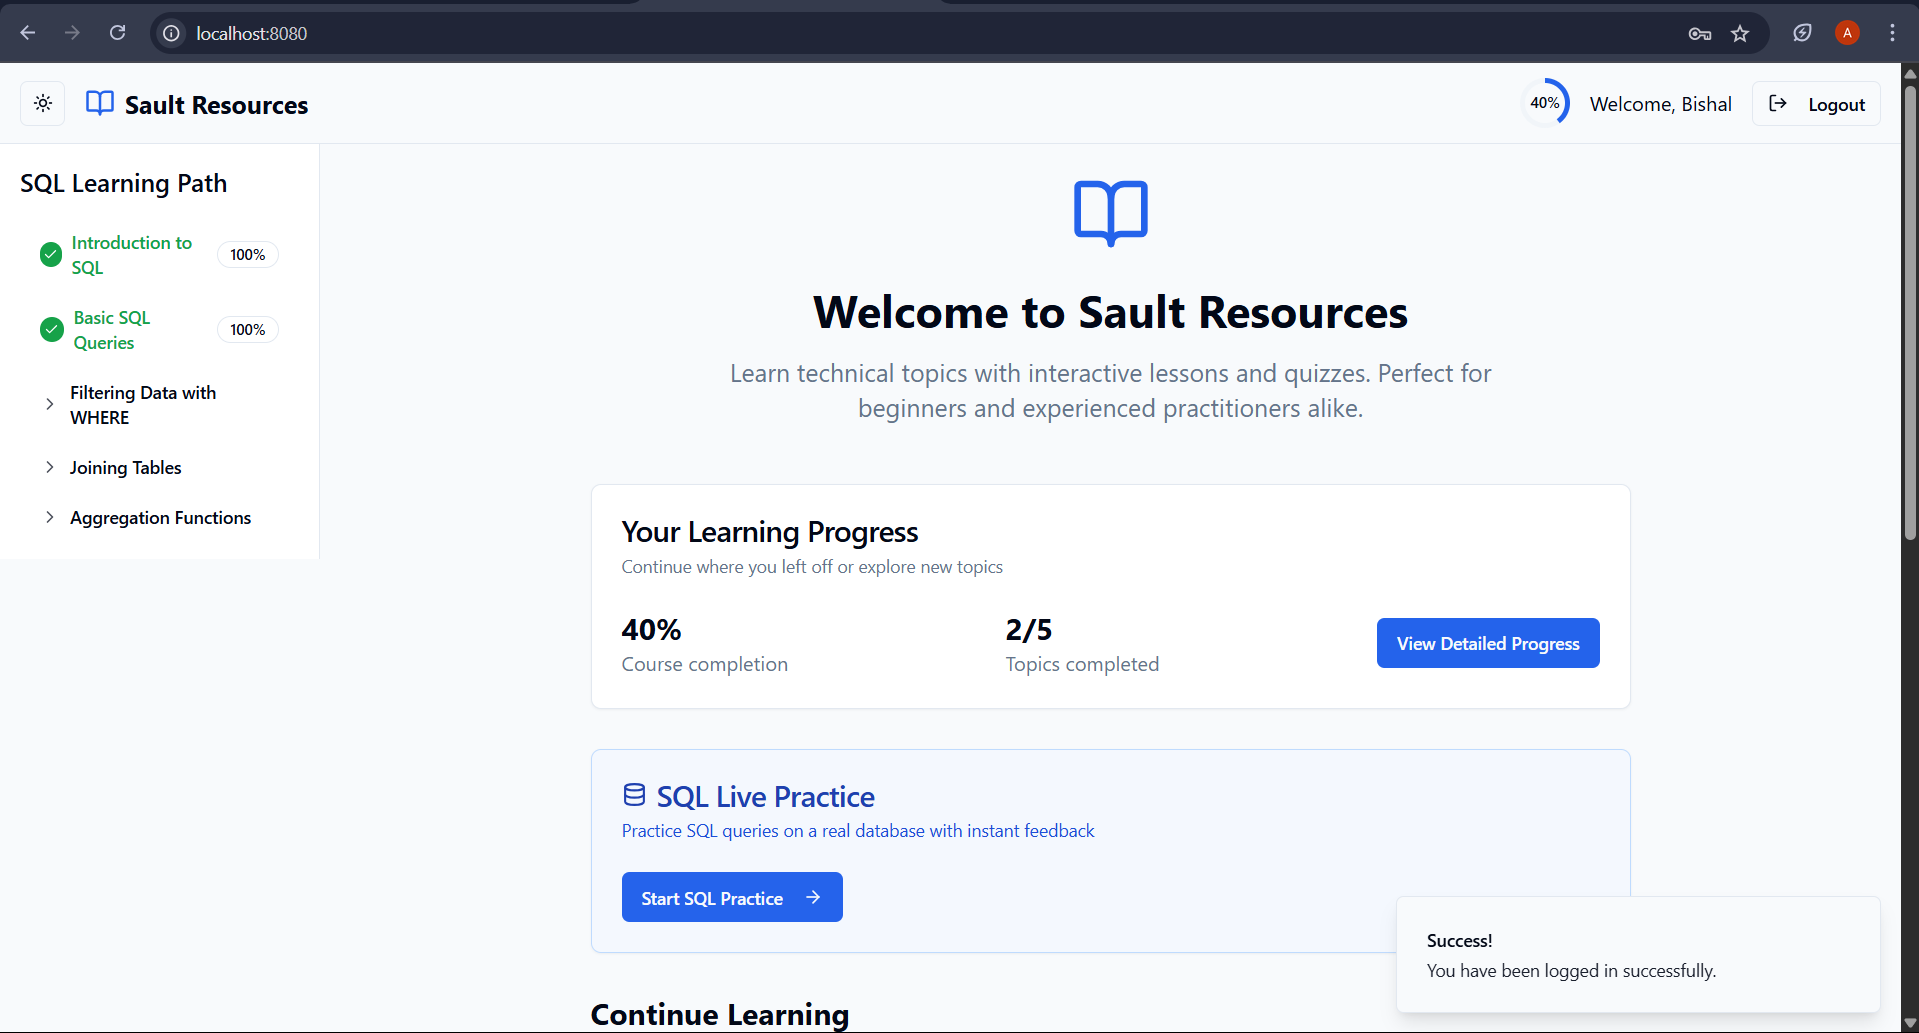 localhost:8080
A
Sault Resources
40%
Welcome, Bishal
Logout
SQL Learning Path
Introduction to
SQL
100%
Basic SQL
Queries
100%
Filtering Data with
WHERE
Joining Tables
Aggregation Functions
Welcome to Sault Resources
Learn technical topics with interactive lessons and quizzes. Perfect for
beginners and experienced practitioners alike.
Your Learning Progress
Continue where you left off or explore new topics
40%
Course completion
2/5
Topics completed
View Detailed Progress
SQL Live Practice
Practice SQL queries on a real database with instant feedback
Start SQL Practice
Success!
You have been logged in successfully.
Continue Learning